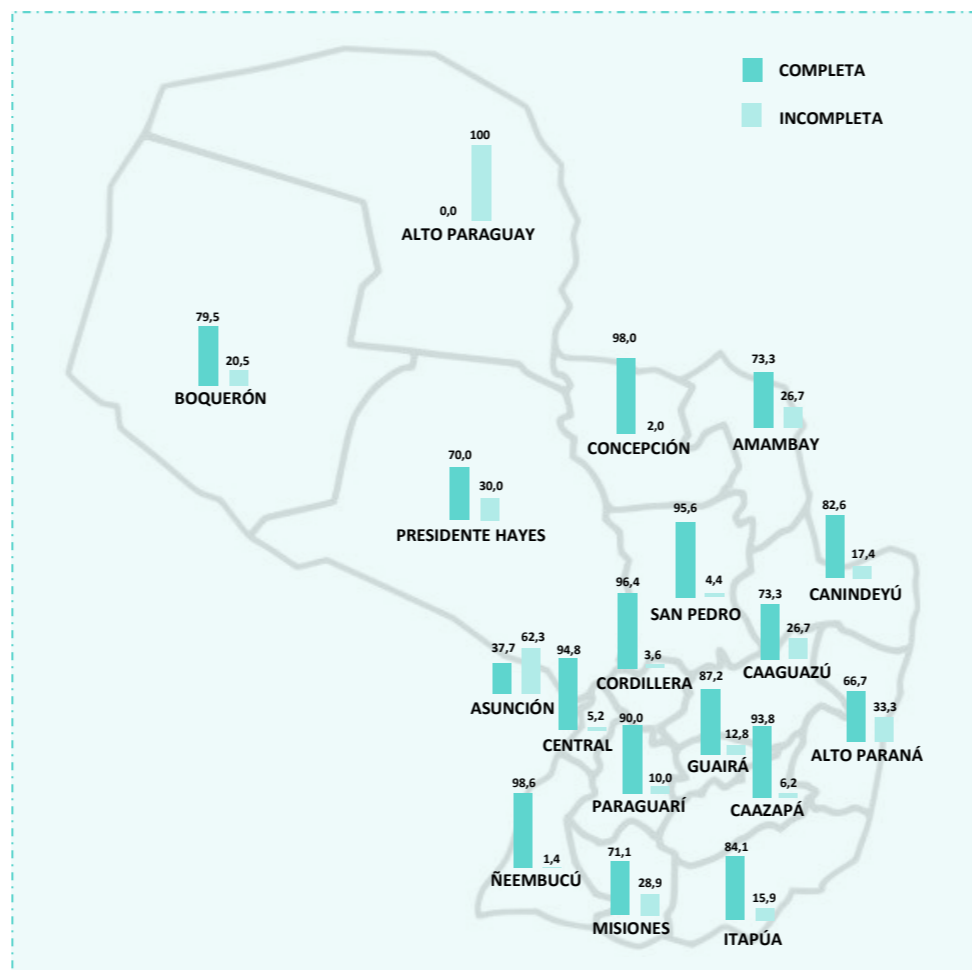 COMPLETA
INCOMPLETA
100
0,0
ALTO PARAGUAY
79,5
20,5
BOQUERÓN
98,0
2,0
CONCEPCIÓN
73,3
26,7
AMAMBAY
70,0
30,0
PRESIDENTE HAYES
95,6
4,4
SAN PEDRO
82,6
17,4
CANINDEYÚ
96,4
3,6
CORDILLERA
73,3
26,7
CAAGUAZÚ
37,7
62,3
ASUNCIÓN
94,8
5,2
CENTRAL
87,2
12,8
GUAIRÁ
66,7
33,3
ALTO PARANÁ
90,0
10,0
PARAGUARÍ
93,8
6,2
CAAZAPÁ
98,6
1,4
ÑEEMBUCÚ
71,1
28,9
MISIONES
84,1
15,9
ITAPÚA